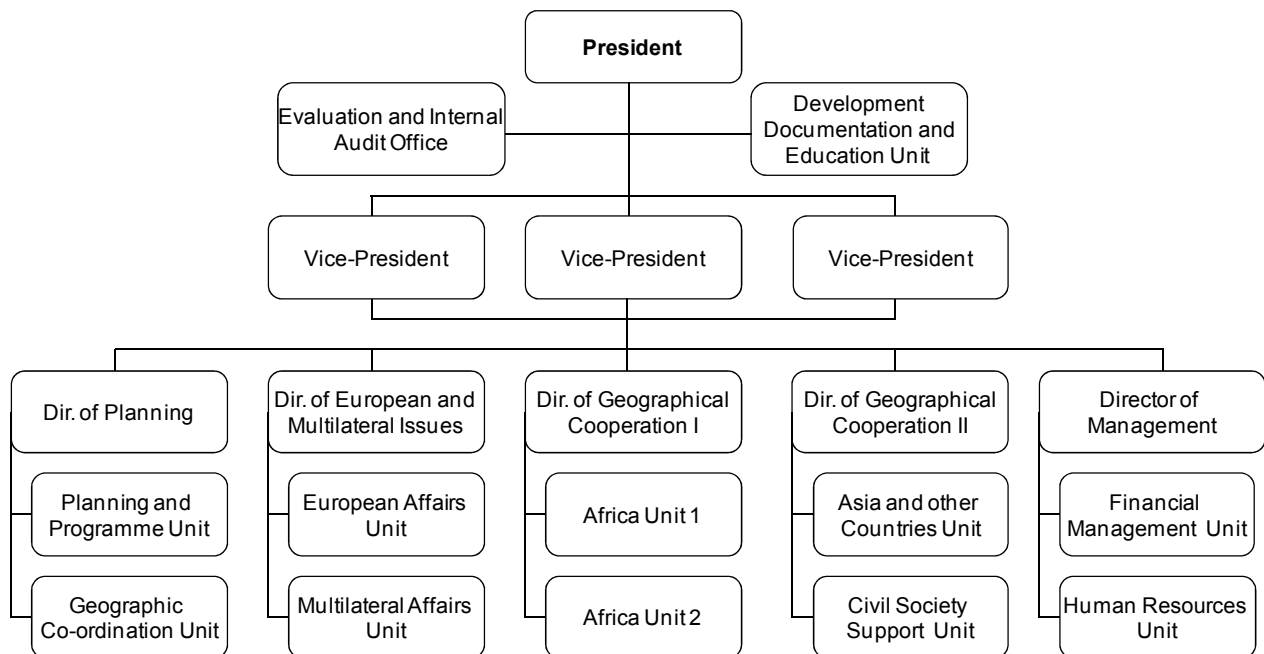 President
Evaluation and Internal
Audit Office
Development
Documentation and
Education Unit
Vice-President
Vice-President
Vice-President
Dir. of Planning
Dir. of European and
Multilateral Issues
Dir. of Geographical
Cooperation I
Dir. of Geographical
Cooperation II
Director of
Management
Planning and
Programme Unit
European Affairs
Unit
Africa Unit 1
Asia and other
Countries Unit
Financial
Management Unit
Geographic
Co-ordination Unit
Multilateral Affairs
Unit
Africa Unit 2
Civil Society
Support Unit
Human Resources
Unit